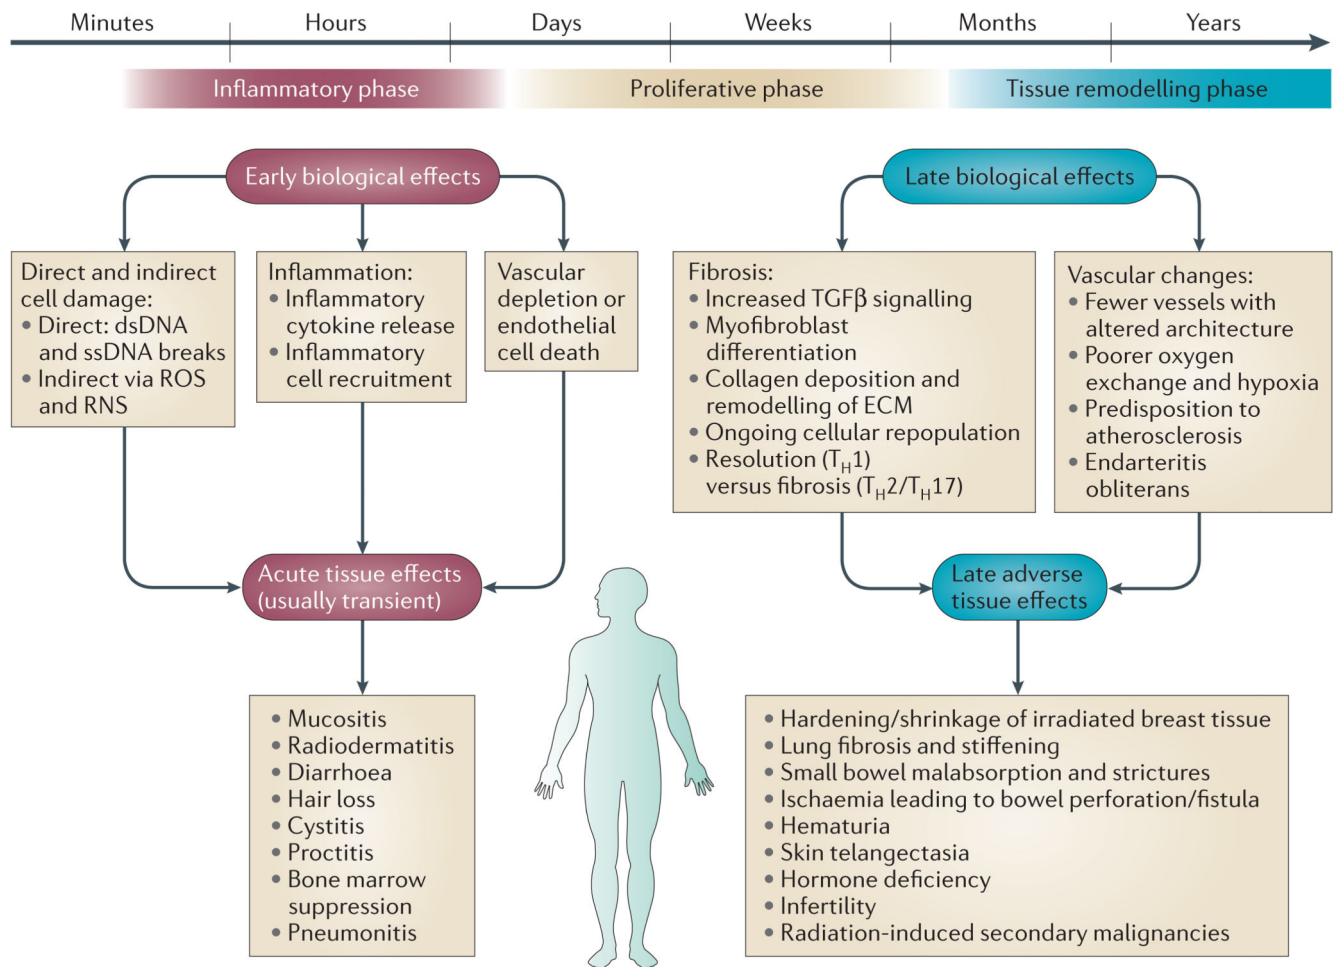 Minutes
Hours
Days
Weeks
Months
Years
Inflammatory phase
Proliferative phase
Tissue remodelling phase
Early biological effects
Late biological effects
Direct and indirect
cell damage:
• Direct: dsDNA
and ssDNA breaks
• Indirect via ROS
and RNS
Inflammation:
• Inflammatory
cytokine release
• Inflammatory
cell recruitment
Vascular
depletion or
endothelial
cell death
Fibrosis:
• Increased TGFβ signalling
• Myofibroblast
differentiation
• Collagen deposition and
remodelling of ECM
• Ongoing cellular repopulation
• Resolution (TH1)
versus fibrosis (TH2/TH17)
Vascular changes:
• Fewer vessels with
altered architecture
• Poorer oxygen
exchange and hypoxia
• Predisposition to
atherosclerosis
• Endarteritis
obliterans
Acute tissue effects
(usually transient)
Late adverse
tissue effects
• Mucositis
• Radiodermatitis
• Diarrhoea
• Hair loss
• Cystitis
• Proctitis
• Bone marrow
suppression
• Pneumonitis
• Hardening/shrinkage of irradiated breast tissue
• Lung fibrosis and stiffening
• Small bowel malabsorption and strictures
• Ischaemia leading to bowel perforation/fistula
• Hematuria
• Skin telangectasia
• Hormone deficiency
• Infertility
• Radiation-induced secondary malignancies